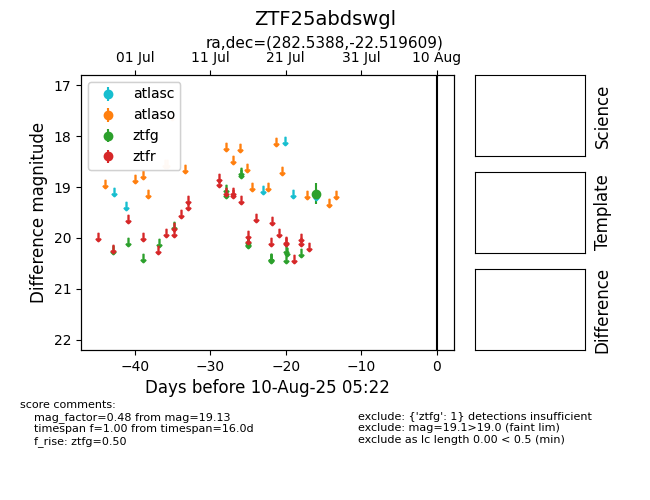 ZTF25abdswgl
ra,dec=(282.5388,-22.519609)
01 Jul 11 Jul 21 Jul 31 Jul 10 Aug
atlasc
atlaso
ztfg
ztfr
17
18
19
20
21
22
Difference magnitude
−40 −30 −20 −10 0
Days before 10-Aug-25 05:22
Science
Template
Difference
score comments:
mag_factor=0.48 from mag=19.13
timespan f=1.00 from timespan=16.0d
f_rise: ztfg=0.50
exclude: {'ztfg': 1} detections insufficient
exclude: mag=19.1>19.0 (faint lim)
exclude as lc length 0.00 < 0.5 (min)